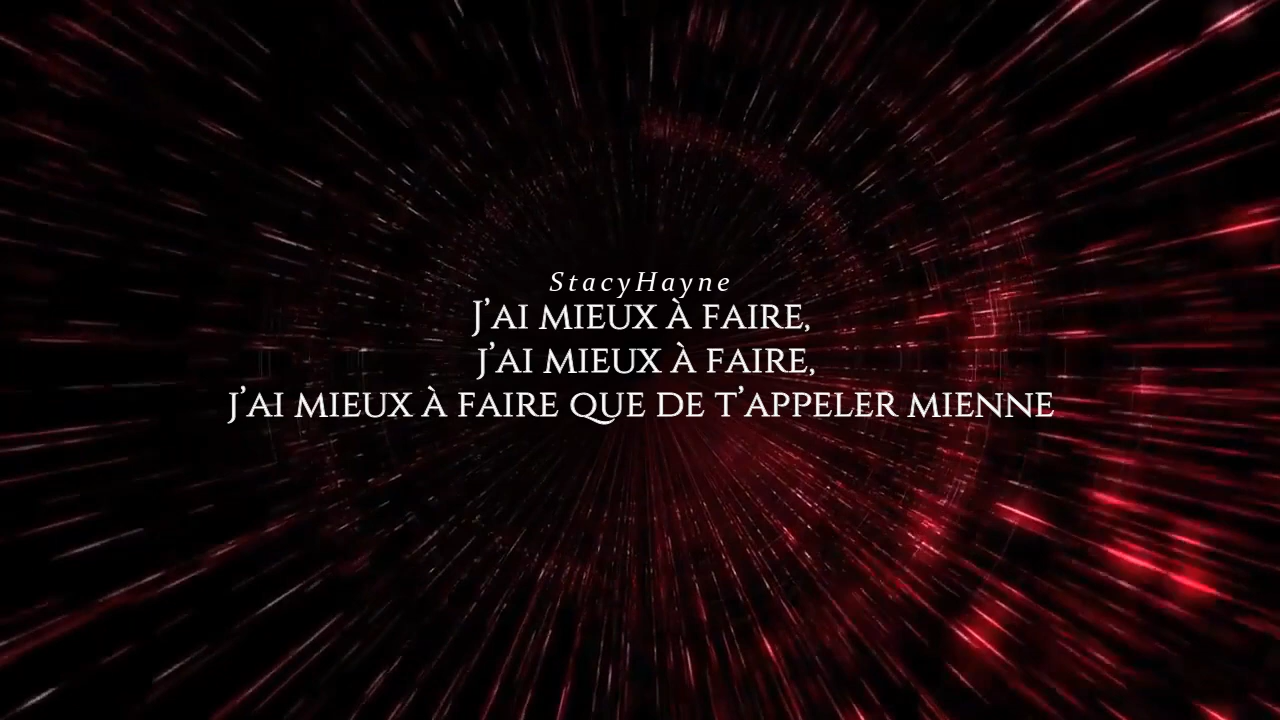 StacyHayne
J’ai mieux à faire,
j’ai mieux à faire,
j’ai mieux à faire que de t’appeler mienne